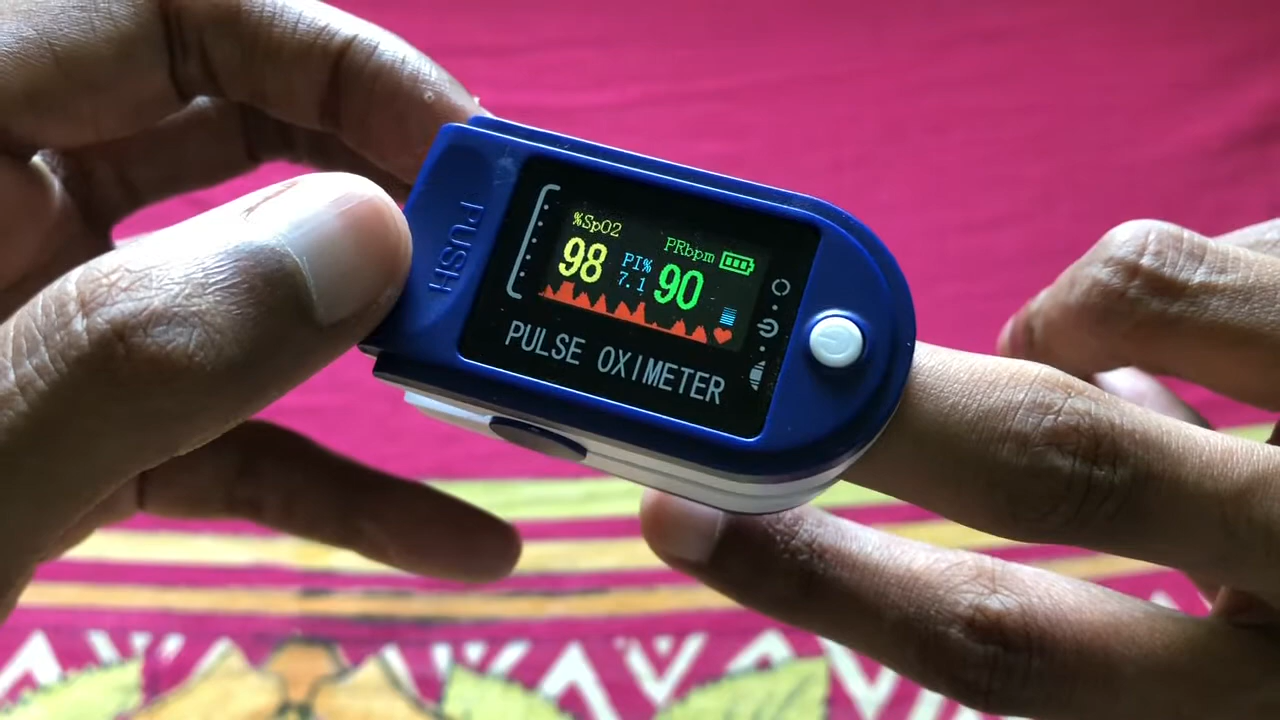 PUSH
%SpO2
PRbpm
98
PI%
7.1
90
PULSE OXIMETER